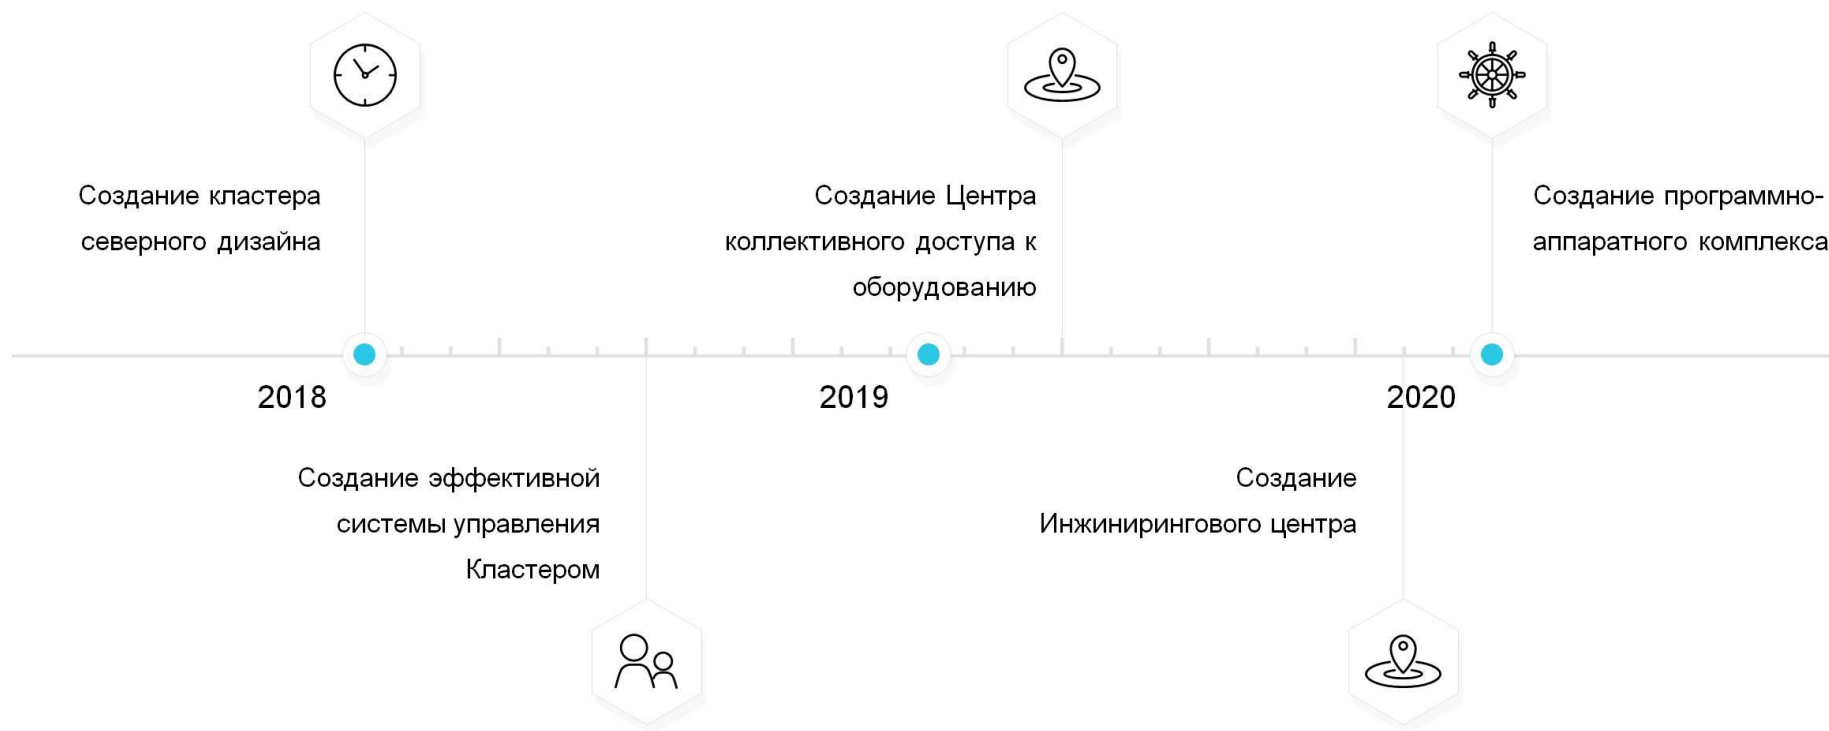 Создание кластера
северного дизайна
Создание Центра
коллективного доступа к
оборудованию
Создание программно-
аппаратного комплекса
2018
2019
2020
Создание эффективной
системы управления
Кластером
Создание
Инжинирингового центра